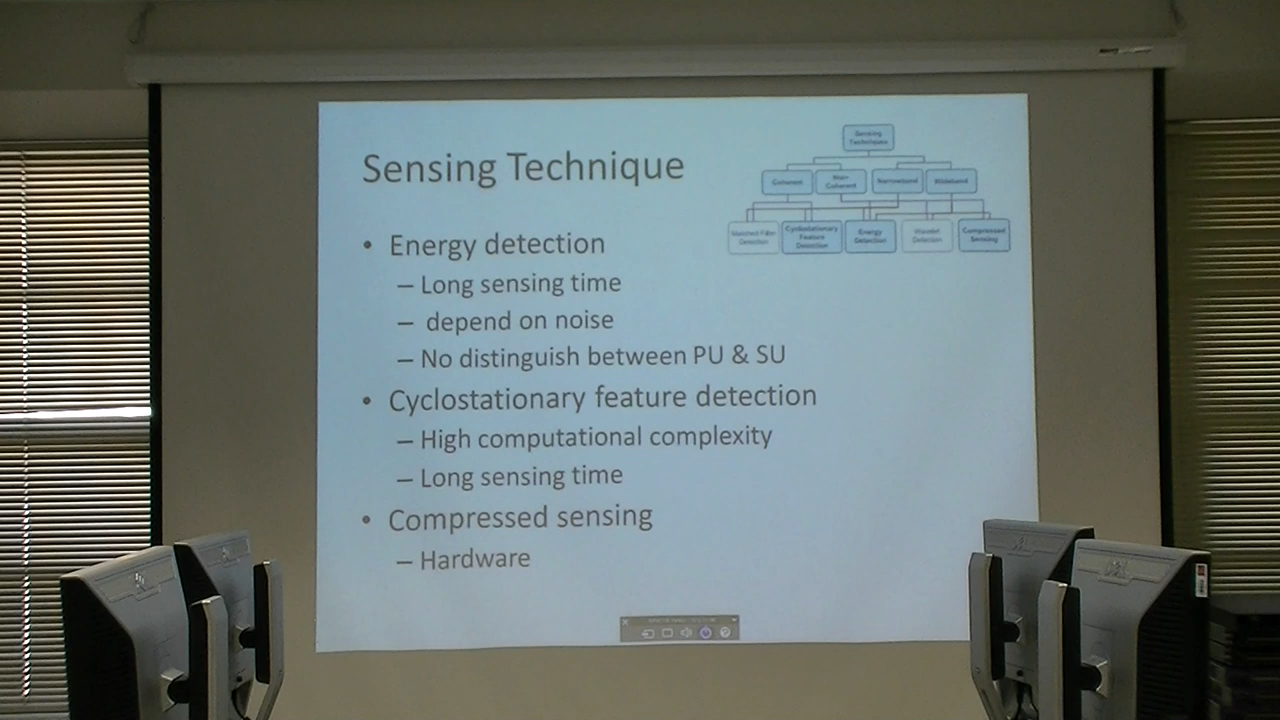 Sensing Technique
Sensing
Techniques
Coherent
Non-
Coherent
Narrowband
Wideband
Matched Filter
Detection
Cyclostationary
Feature
Detection
Energy
Detection
Wavelet
Detection
Compressed
Sensing
• Energy detection
– Long sensing time
– depend on noise
– No distinguish between PU & SU
• Cyclostationary feature detection
– High computational complexity
– Long sensing time
• Compressed sensing
– Hardware